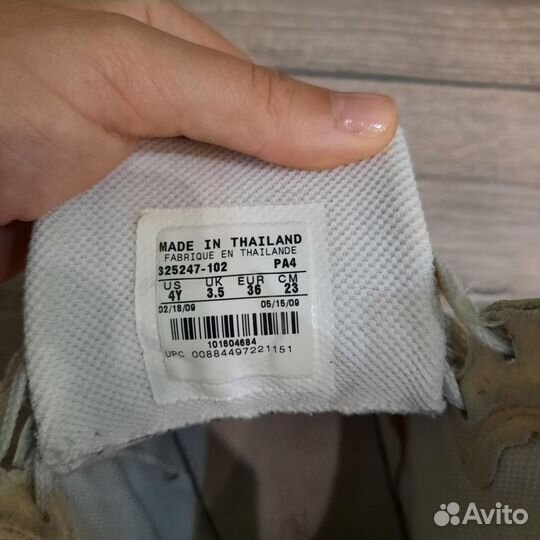 MADE IN THAILAND
FABRIQUE EN THAILANDE
325247-102 PA4
US UK EUR CM
4Y 3.5 36 23
02/18/09 05/15/09
101604684
UPC 00884497221151
Avito